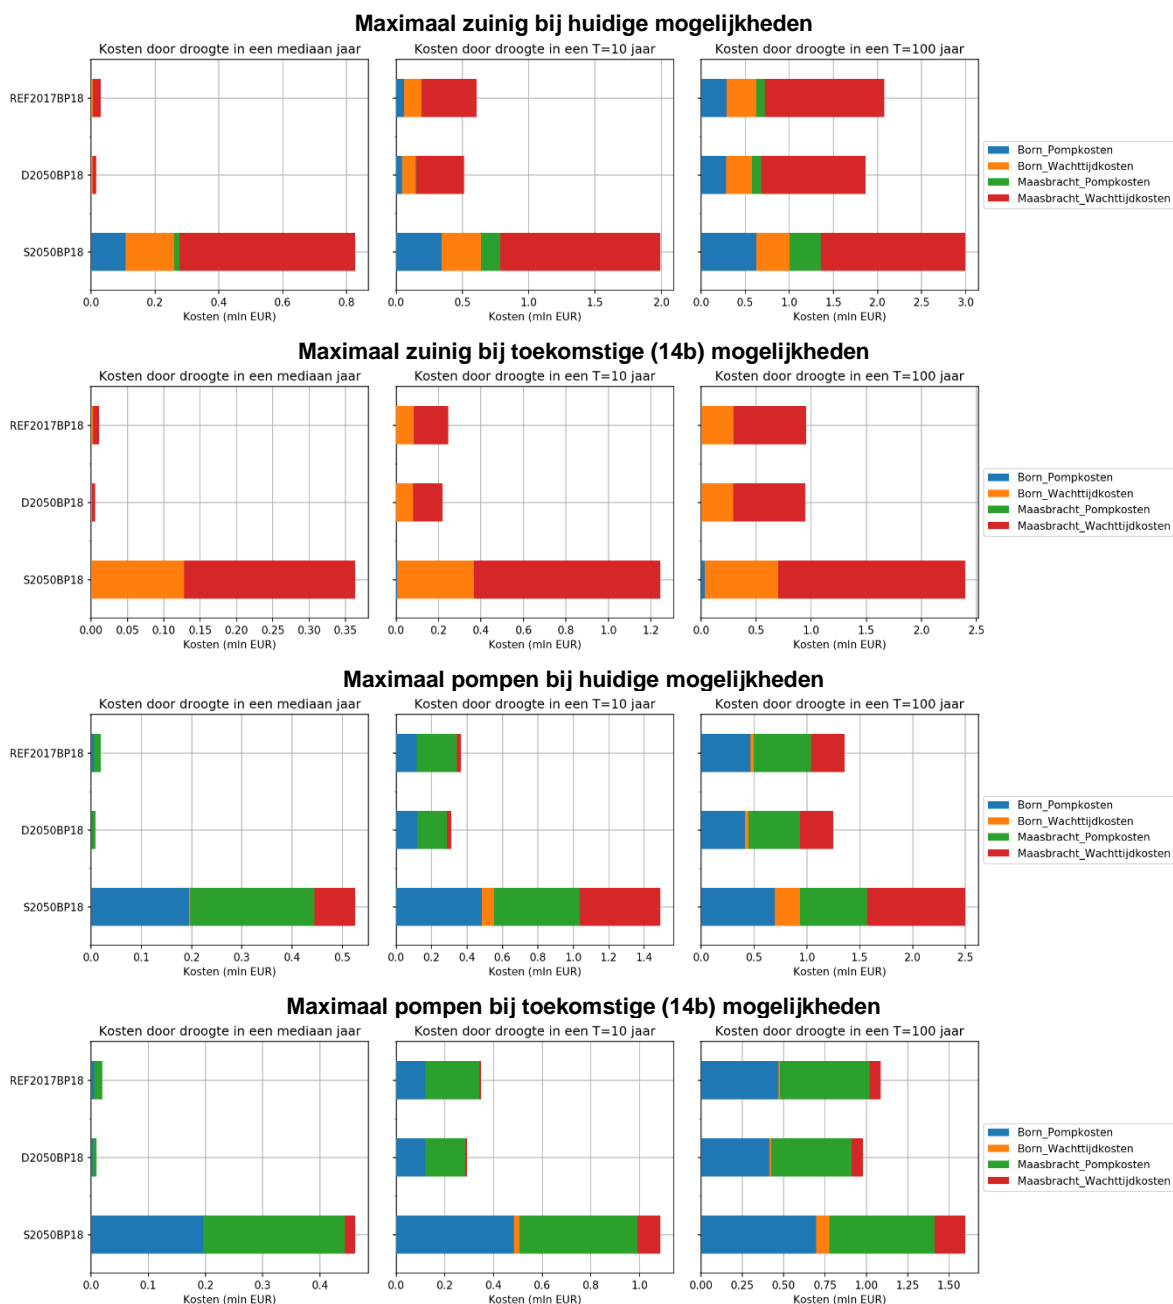 Maximaal zuinig bij huidige mogelijkheden
Kosten door droogte in een mediaan jaar
Kosten door droogte in een T=10 jaar
Kosten door droogte in een T=100 jaar
REF2017BP18
D2050BP18
S2050BP18
0.0 0.2 0.4 0.6 0.8
0.0 0.5 1.0 1.5 2.0
0.0 0.5 1.0 1.5 2.0 2.5 3.0
Kosten (mln EUR)
Kosten (mln EUR)
Kosten (mln EUR)
Born_Pompkosten
Born_Wachttijdkosten
Maasbracht_Pompkosten
Maasbracht_Wachttijdkosten
Maximaal zuinig bij toekomstige (14b) mogelijkheden
Kosten door droogte in een mediaan jaar
Kosten door droogte in een T=10 jaar
Kosten door droogte in een T=100 jaar
REF2017BP18
D2050BP18
S2050BP18
0.00 0.05 0.10 0.15 0.20 0.25 0.30 0.35
0.0 0.2 0.4 0.6 0.8 1.0 1.2
0.0 0.5 1.0 1.5 2.0 2.5
Kosten (mln EUR)
Kosten (mln EUR)
Kosten (mln EUR)
Born_Pompkosten
Born_Wachttijdkosten
Maasbracht_Pompkosten
Maasbracht_Wachttijdkosten
Maximaal pompen bij huidige mogelijkheden
Kosten door droogte in een mediaan jaar
Kosten door droogte in een T=10 jaar
Kosten door droogte in een T=100 jaar
REF2017BP18
D2050BP18
S2050BP18
0.0 0.1 0.2 0.3 0.4 0.5
0.0 0.2 0.4 0.6 0.8 1.0 1.2 1.4
0.0 0.5 1.0 1.5 2.0 2.5
Kosten (mln EUR)
Kosten (mln EUR)
Kosten (mln EUR)
Born_Pompkosten
Born_Wachttijdkosten
Maasbracht_Pompkosten
Maasbracht_Wachttijdkosten
Maximaal pompen bij toekomstige (14b) mogelijkheden
Kosten door droogte in een mediaan jaar
Kosten door droogte in een T=10 jaar
Kosten door droogte in een T=100 jaar
REF2017BP18
D2050BP18
S2050BP18
0.0 0.1 0.2 0.3 0.4
0.0 0.2 0.4 0.6 0.8 1.0
0.00 0.25 0.50 0.75 1.00 1.25 1.50
Kosten (mln EUR)
Kosten (mln EUR)
Kosten (mln EUR)
Born_Pompkosten
Born_Wachttijdkosten
Maasbracht_Pompkosten
Maasbracht_Wachttijdkosten